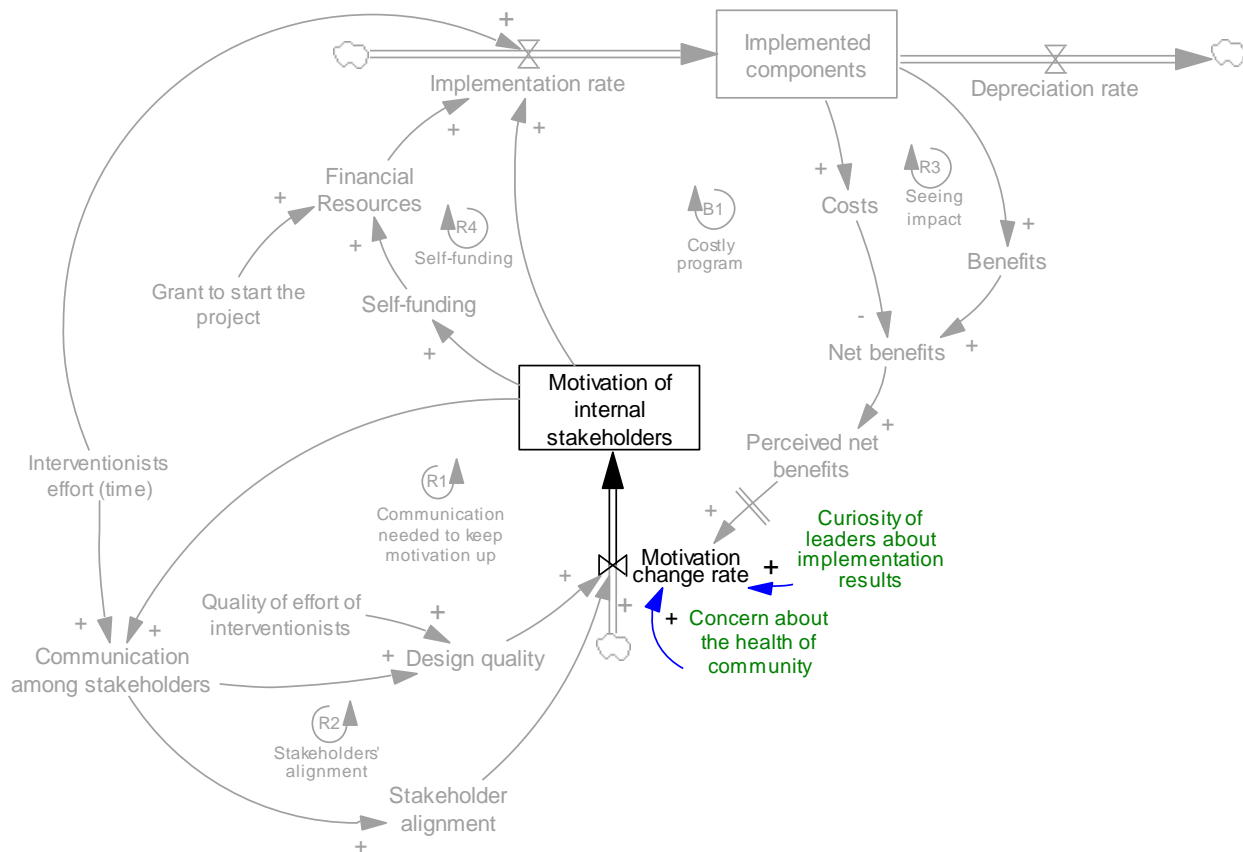 +
Implementation rate
Implemented
components
Depreciation rate
+
+
Financial
Resources
+
+
R4
Self-funding
B1
Costly
program
+
Costs
R3
Seeing
impact
+
Benefits
Grant to start the
project
+
Self-funding
+
-
Net benefits
+
Motivation of
internal
stakeholders
+
Perceived net
benefits
Interventionists
effort (time)
R1
Communication
needed to keep
motivation up
+
Curiosity of
leaders about
implementation
results
+
Motivation
change rate
+
+
+
Concern about
the health of
community
Quality of effort of
interventionists
+
+
+
Communication
among stakeholders
+
Design quality
R2
Stakeholders'
alignment
Stakeholder
alignment
+